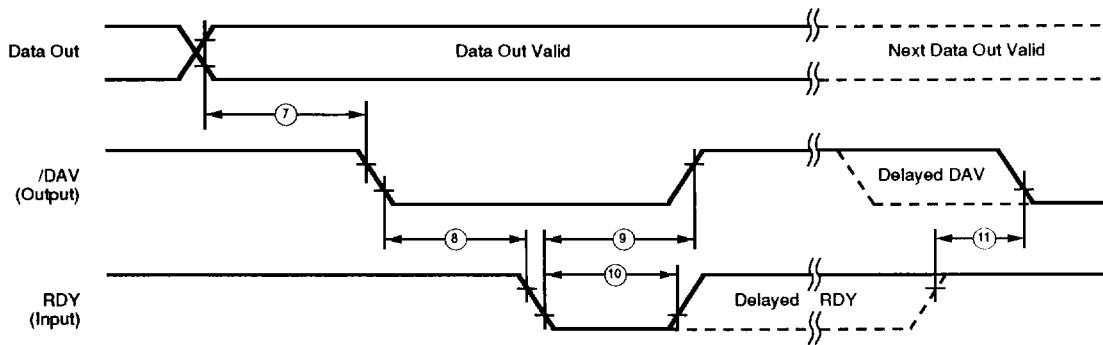 Data Out
Data Out Valid
Next Data Out Valid
7
/DAV
(Output)
Delayed DAV
8
9
11
10
RDY
(Input)
Delayed RDY